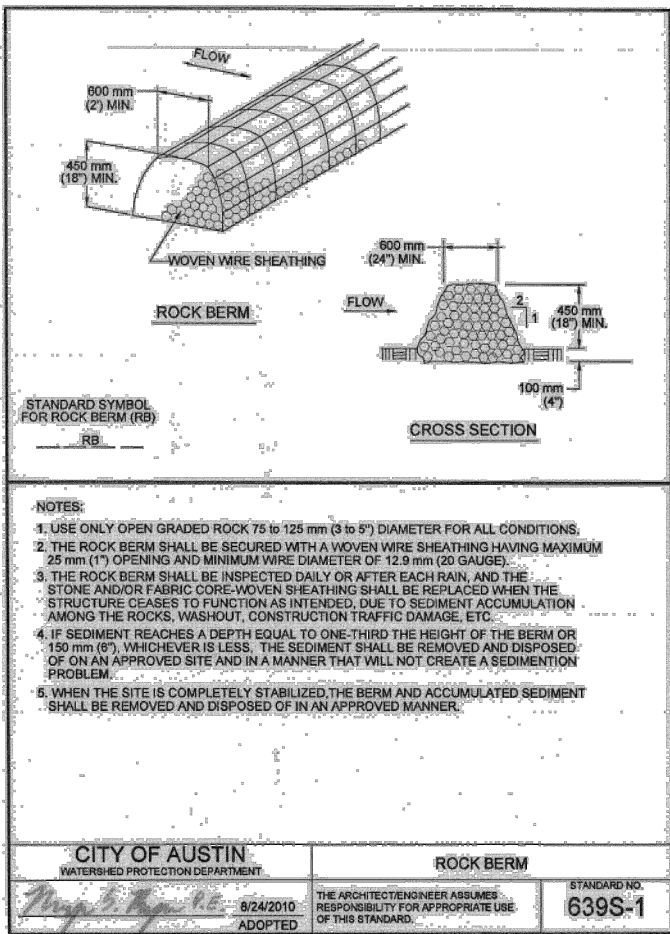 FLOW
600 mm
(2') MIN.
450 mm
(18") MIN.
WOVEN WIRE SHEATHING
ROCK BERM
600 mm
(24") MIN.
FLOW
2
1
450 mm
(18") MIN.
100 mm
(4")
CROSS SECTION
STANDARD SYMBOL
FOR ROCK BERM (RB)
RB
NOTES:
1. USE ONLY OPEN GRADED ROCK 75 to 125 mm (3 to 5") DIAMETER FOR ALL CONDITIONS.
2. THE ROCK BERM SHALL BE SECURED WITH A WOVEN WIRE SHEATHING HAVING MAXIMUM
25 mm (1") OPENING AND MINIMUM WIRE DIAMETER OF 12.9 mm (20 GAUGE).
3. THE ROCK BERM SHALL BE INSPECTED DAILY OR AFTER EACH RAIN, AND THE
STONE AND/OR FABRIC CORE-WOVEN SHEATHING SHALL BE REPLACED WHEN THE
STRUCTURE CEASES TO FUNCTION AS INTENDED, DUE TO SEDIMENT ACCUMULATION
AMONG THE ROCKS, WASHOUT, CONSTRUCTION TRAFFIC DAMAGE, ETC.
4. IF SEDIMENT REACHES A DEPTH EQUAL TO ONE-THIRD THE HEIGHT OF THE BERM OR
150 mm (6"), WHICHEVER IS LESS, THE SEDIMENT SHALL BE REMOVED AND DISPOSED
OF ON AN APPROVED SITE AND IN A MANNER THAT WILL NOT CREATE A SEDIMENTION
PROBLEM.
5. WHEN THE SITE IS COMPLETELY STABILIZED,THE BERM AND ACCUMULATED SEDIMENT
SHALL BE REMOVED AND DISPOSED OF IN AN APPROVED MANNER.
CITY OF AUSTIN
WATERSHED PROTECTION DEPARTMENT
ROCK BERM
P.E.
8/24/2010
ADOPTED
THE ARCHITECT/ENGINEER ASSUMES
RESPONSIBILITY FOR APPROPRIATE USE
OF THIS STANDARD.
STANDARD NO.
639S-1